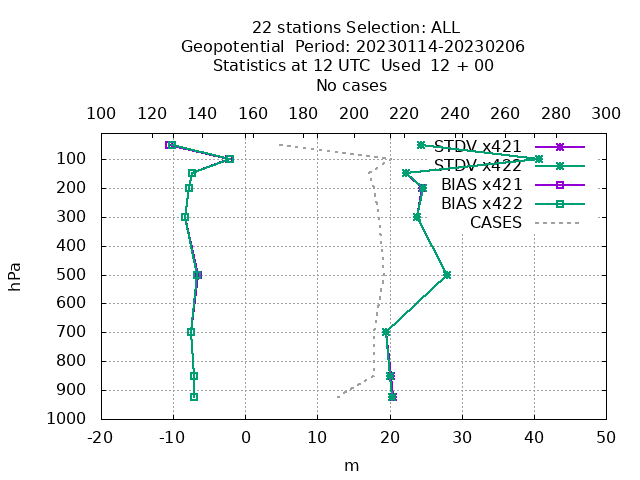 22 stations Selection: ALL
Geopotential  Period: 20230114-20230206
Statistics at 12 UTC  Used  12 + 00
No cases
100 120 140 160 180 200 220 240 260 280 300
STDV x421
STDV x422
BIAS x421
BIAS x422
CASES
100
200
300
400
500
600
700
800
900
1000
hPa
-20 -10 0 10 20 30 40 50
m